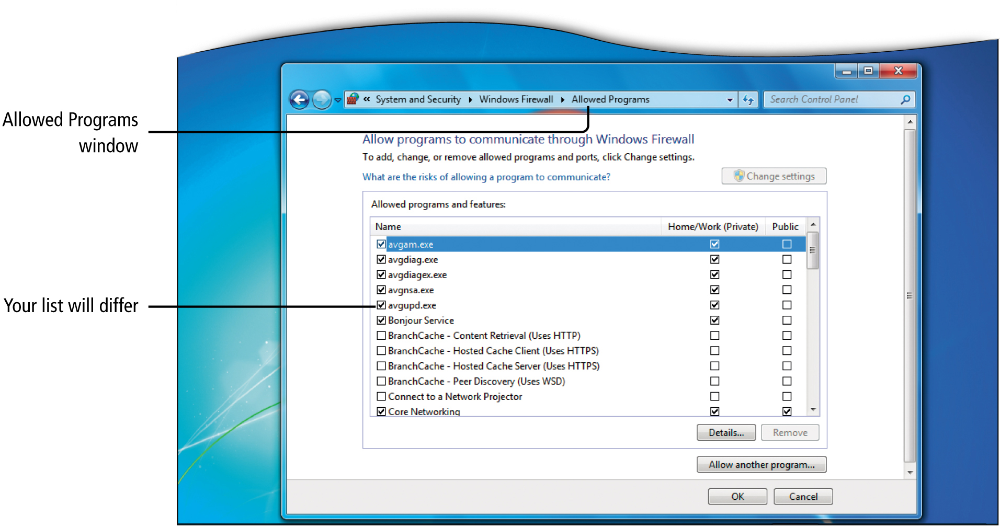 « System and Security ▸ Windows Firewall ▸ Allowed Programs
Search Control Panel
Allowed Programs
window
Allow programs to communicate through Windows Firewall
To add, change, or remove allowed programs and ports, click Change settings.
What are the risks of allowing a program to communicate?
Change settings
Allowed programs and features:
Name Home/Work (Private) Public
avgam.exe
avgdiag.exe
avgdiagex.exe
avgnsa.exe
Your list will differ
avgupd.exe
Bonjour Service
BranchCache - Content Retrieval (Uses HTTP)
BranchCache - Hosted Cache Client (Uses HTTPS)
BranchCache - Hosted Cache Server (Uses HTTPS)
BranchCache - Peer Discovery (Uses WSD)
Connect to a Network Projector
Core Networking
Details... Remove
Allow another program...
OK Cancel